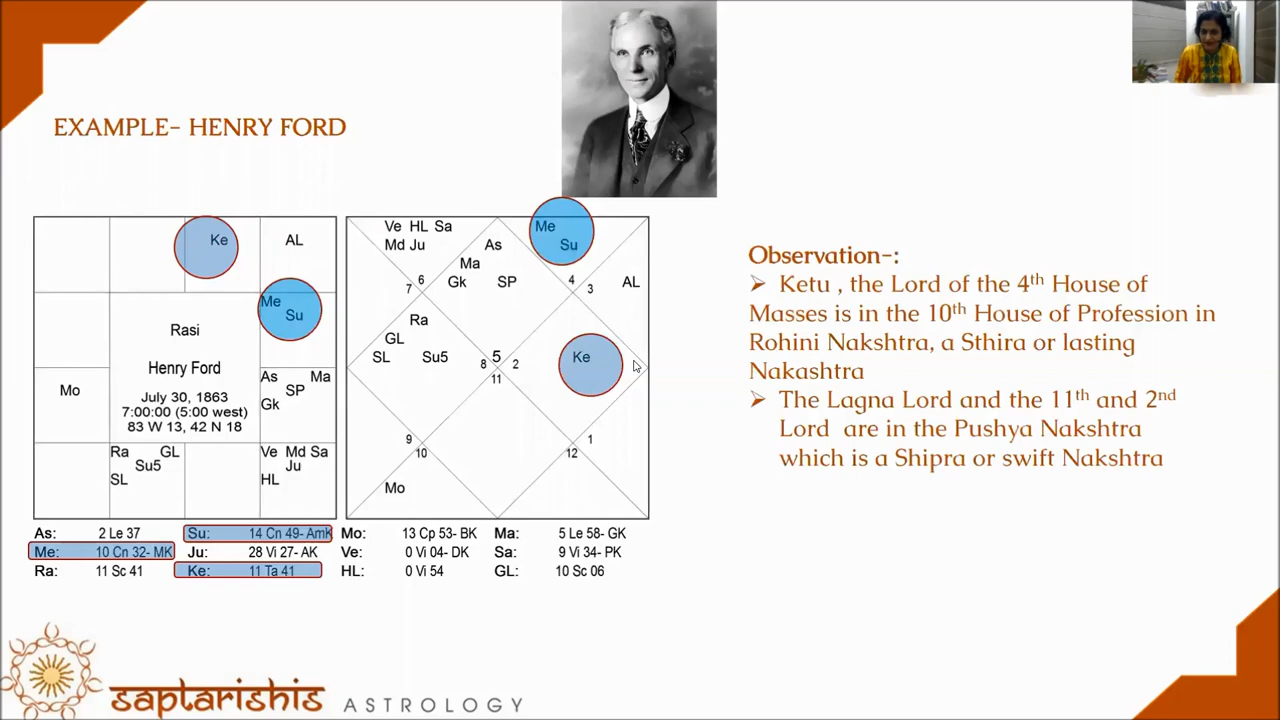 EXAMPLE- HENRY FORD
Ke
AL
Me
Su
Rasi
Henry Ford
July 30, 1863
7:00:00 (5:00 west)
83 W 13, 42 N 18
Mo
As
Ma
SP
Gk
Ra
GL
Su5
SL
Ve
Md
Sa
Ju
HL
Ve HL Sa
Md Ju
As
Ma
Gk
SP
Me
Su
6
7
4
3
AL
Ra
GL
SL
Su5
5
8
2
11
Ke
9
10
1
12
Mo
As: 2 Le 37 Su: 14 Cn 49- AmK Mo: 13 Cp 53- BK Ma: 5 Le 58- GK
Me: 10 Cn 32- MK Ju: 28 Vi 27- AK Ve: 0 Vi 04- DK Sa: 9 Vi 34- PK
Ra: 11 Sc 41 Ke: 11 Ta 41 HL: 0 Vi 54 GL: 10 Sc 06
Observation-:
➢ Ketu , the Lord of the 4th House of
Masses is in the 10th House of Profession in
Rohini Nakshtra, a Sthira or lasting
Nakashtra
➢ The Lagna Lord and the 11th and 2nd
Lord are in the Pushya Nakshtra
which is a Shipra or swift Nakshtra
saptarishis ASTROLOGY